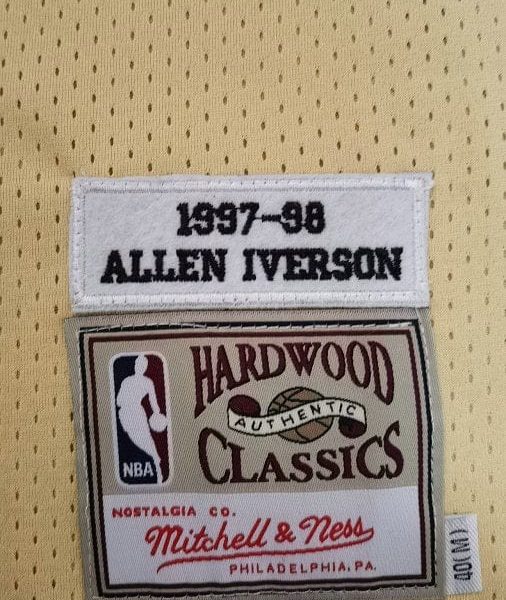 1997-98
ALLEN IVERSON
HARDWOOD
AUTHENTIC
CLASSICS
NBA
NOSTALGIA CO.
Mitchell & Ness
PHILADELPHIA, PA.
40(M)